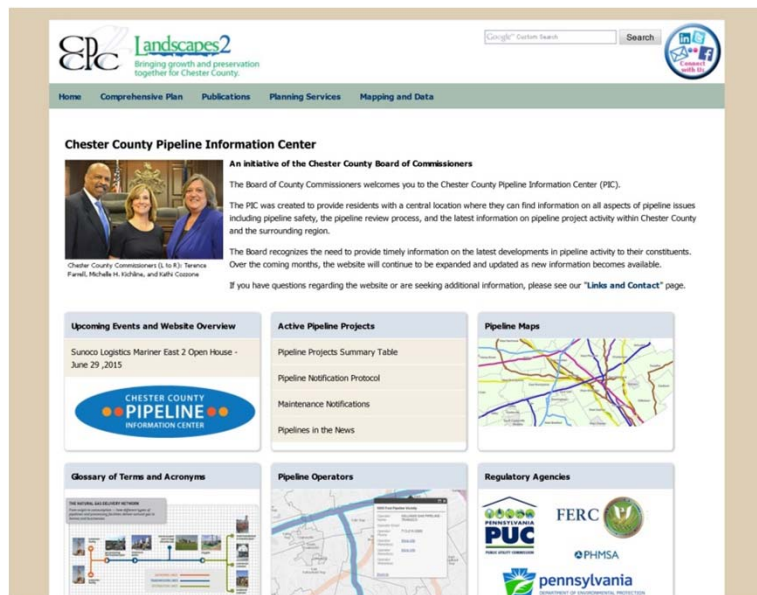 CPC
Landscapes2
Bringing growth and preservation
together for Chester County.
Google™ Custom Search
Search
Connect
with Us
Home Comprehensive Plan Publications Planning Services Mapping and Data
Chester County Pipeline Information Center
An initiative of the Chester County Board of Commissioners
The Board of County Commissioners welcomes you to the Chester County Pipeline Information Center (PIC).
The PIC was created to provide residents with a central location where they can find information on all aspects of pipeline issues
including pipeline safety, the pipeline review process, and the latest information on pipeline project activity within Chester County
and the surrounding region.
The Board recognizes the need to provide timely information on the latest developments in pipeline activity to their constituents.
Over the coming months, the website will continue to be expanded and updated as new information becomes available.
If you have questions regarding the website or are seeking additional information, please see our "Links and Contact" page.
Chester County Commissioners (L to R): Terence
Farrell, Michelle H. Kichline, and Kathi Cozzone
Upcoming Events and Website Overview
Sunoco Logistics Mariner East 2 Open House -
June 29 ,2015
CHESTER COUNTY
PIPELINE
INFORMATION CENTER
Active Pipeline Projects
Pipeline Projects Summary Table
Pipeline Notification Protocol
Maintenance Notifications
Pipelines in the News
Pipeline Maps
Glossary of Terms and Acronyms
THE NATURAL GAS DELIVERY NETWORK
Pipeline Operators
Regulatory Agencies
PENNSYLVANIA
PUC
PUBLIC UTILITY COMMISSION
FERC
PHMSA
pennsylvania
DEPARTMENT OF ENVIRONMENTAL PROTECTION